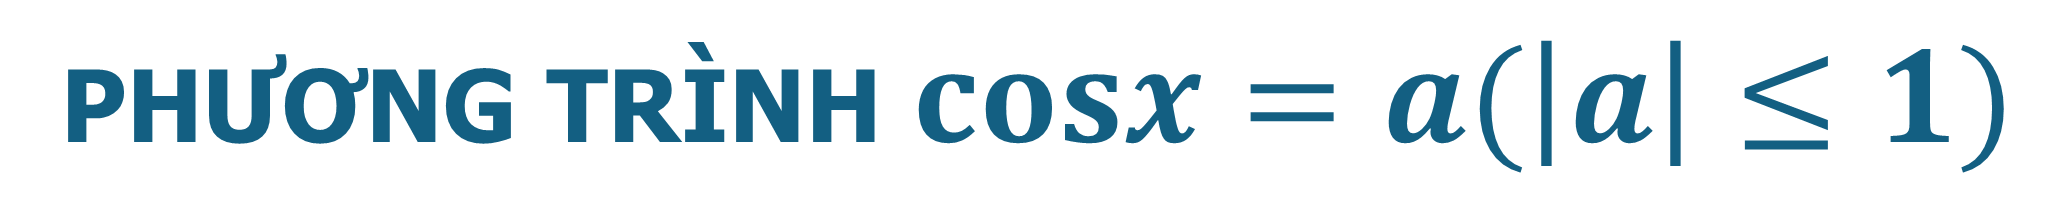 PHƯƠNG TRÌNH cosx = a(|a| ≤ 1)